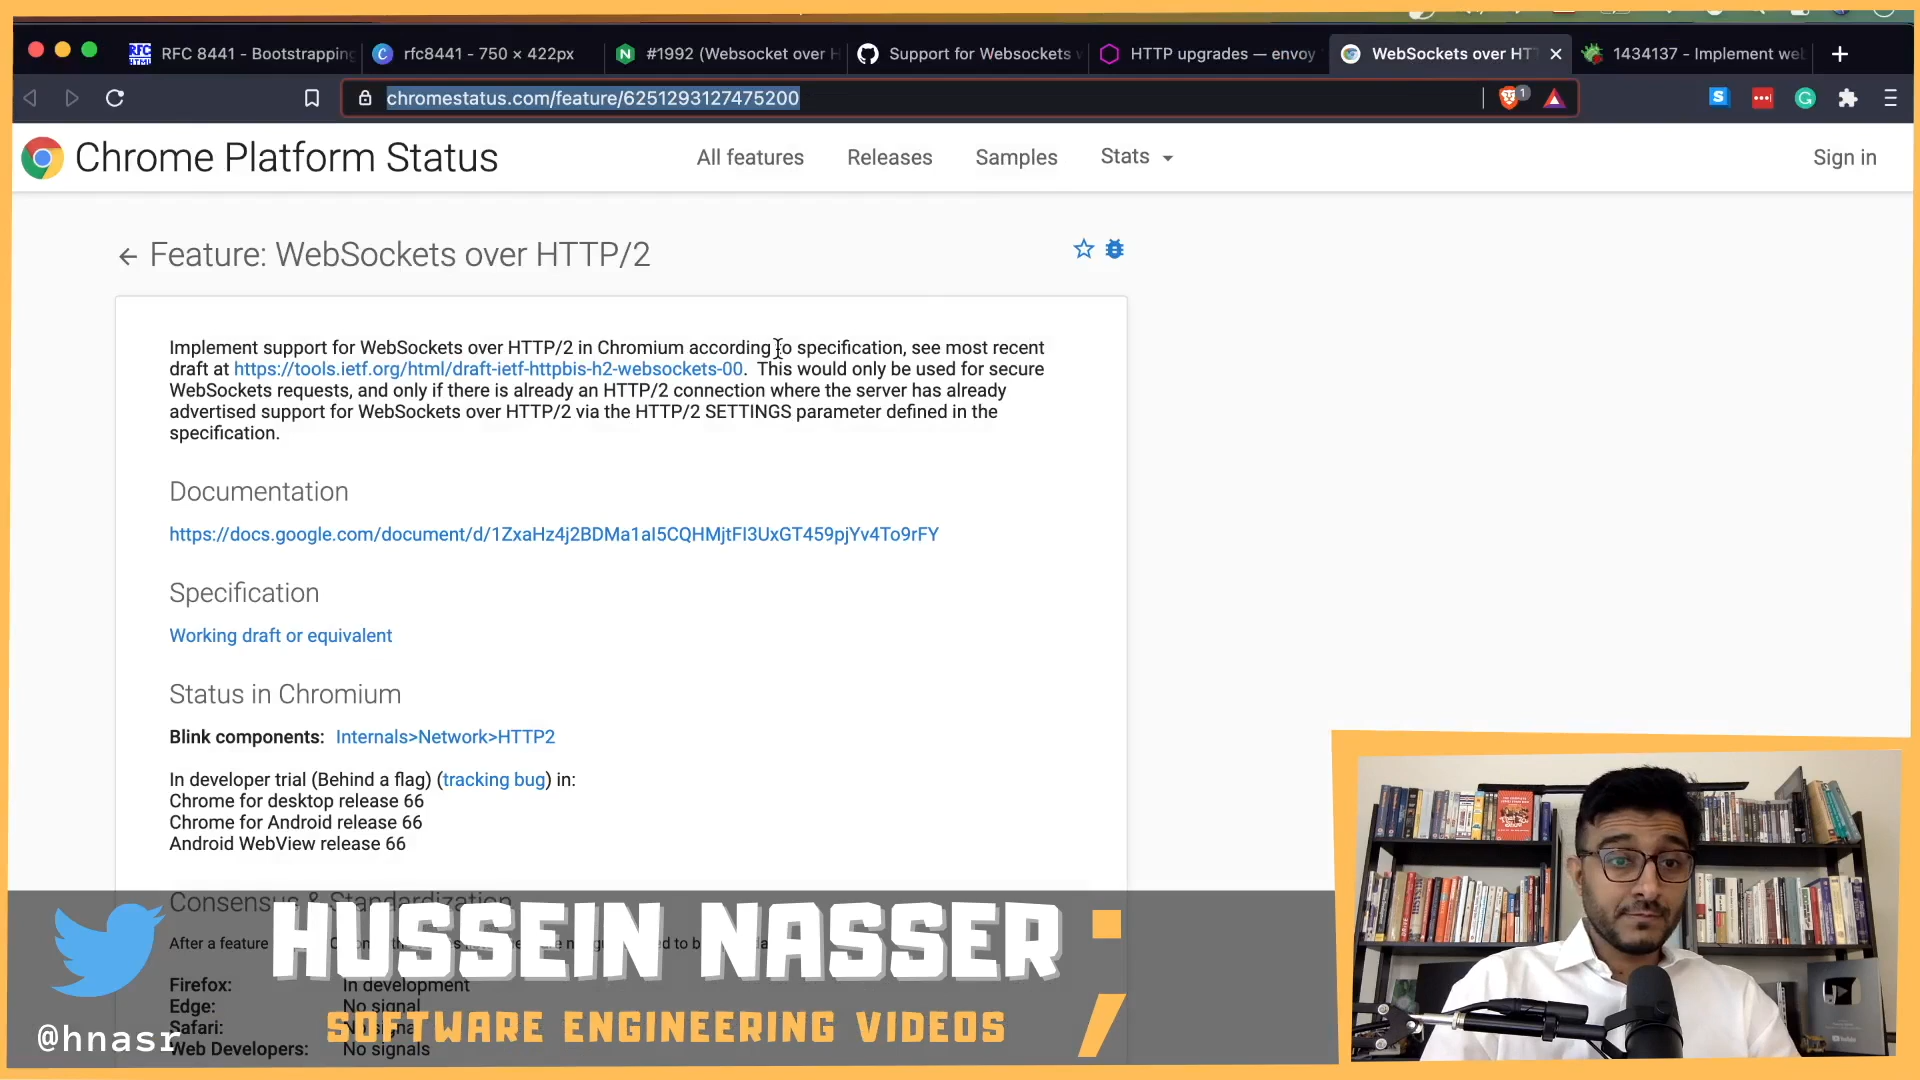 RFC 8441 - Bootstrapping
rfc8441 - 750 × 422px
#1992 (Websocket over H
Support for Websockets
HTTP upgrades — envoy
WebSockets over HT
1434137 - Implement we
chromestatus.com/feature/6251293127475200
1
Chrome Platform Status
All features
Releases
Samples
Stats
Sign in
Feature: WebSockets over HTTP/2
Implement support for WebSockets over HTTP/2 in Chromium according to specification, see most recent
draft at https://tools.ietf.org/html/draft-ietf-httpbis-h2-websockets-00. This would only be used for secure
WebSockets requests, and only if there is already an HTTP/2 connection where the server has already
advertised support for WebSockets over HTTP/2 via the HTTP/2 SETTINGS parameter defined in the
specification.
Documentation
https://docs.google.com/document/d/1ZxaHz4j2BDMa1aI5CQHMjtFI3UxGT459pjYv4To9rFY
Specification
Working draft or equivalent
Status in Chromium
Blink components: Internals>Network>HTTP2
In developer trial (Behind a flag) (tracking bug) in:
Chrome for desktop release 66
Chrome for Android release 66
Android WebView release 66
Consensus & Standardization
After a feature
Firefox: In development
Edge: No signal
Safari: No signal
Web Developers: No signals
HUSSEIN NASSER
SOFTWARE ENGINEERING VIDEOS
@hnasr